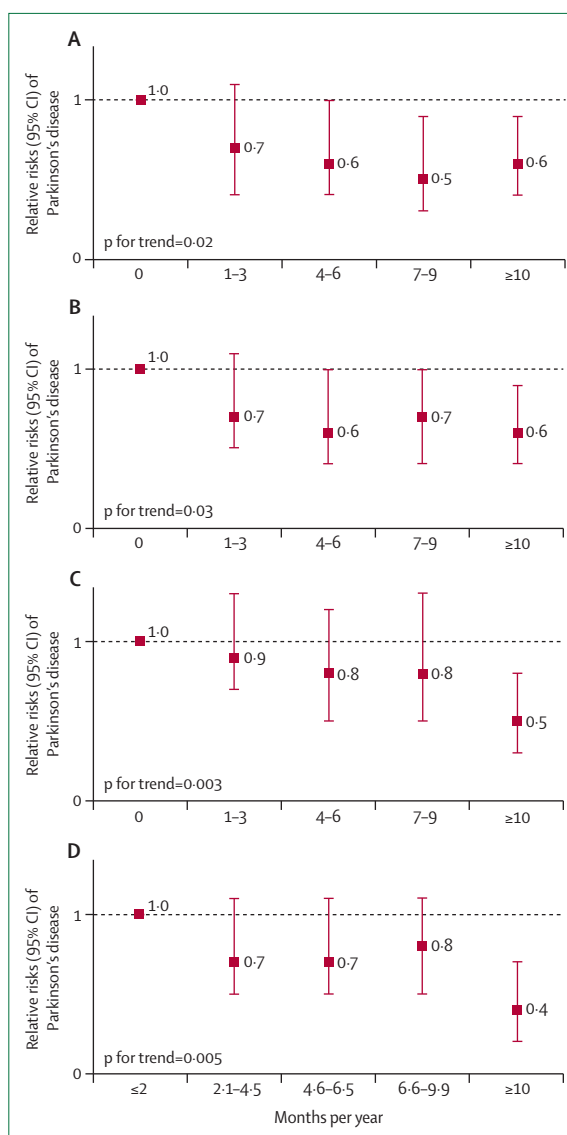 A
Relative risks (95% CI) of
Parkinson's disease
1
0
1·0
0·7
0·6
0·5
0·6
p for trend=0·02
0
1–3
4–6
7–9
≥10
B
Relative risks (95% CI) of
Parkinson's disease
1
0
1·0
0·7
0·6
0·7
0·6
p for trend=0·03
0
1–3
4–6
7–9
≥10
C
Relative risks (95% CI) of
Parkinson's disease
1
0
1·0
0·9
0·8
0·8
0·5
p for trend=0·003
0
1–3
4–6
7–9
≥10
D
Relative risks (95% CI) of
Parkinson's disease
1
0
1·0
0·7
0·7
0·8
0·4
p for trend=0·005
≤2
2·1–4·5
4·6–6·5
6·6–9·9
≥10
Months per year